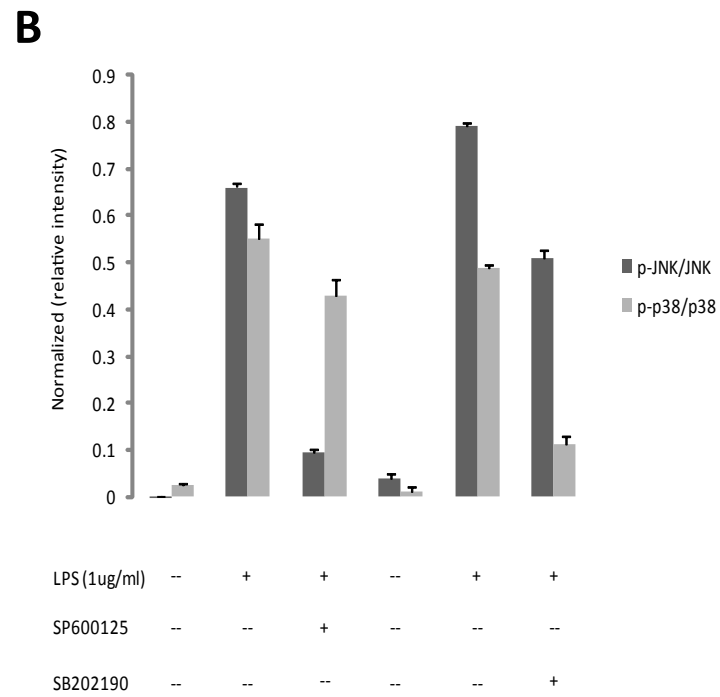 B
Normalized (relative intensity)
0.9
0.8
0.7
0.6
0.5
0.4
0.3
0.2
0.1
0
p-JNK/JNK
p-p38/p38
LPS (1ug/ml) -- + + -- + +
SP600125 -- -- + -- -- --
SB202190 -- -- -- -- -- +